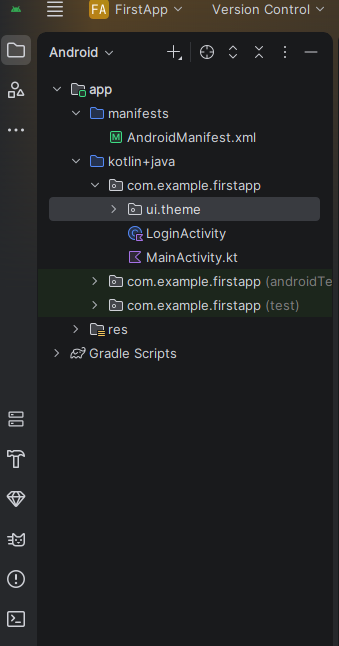 FA FirstApp Version Control
Android
app
manifests
M AndroidManifest.xml
kotlin+java
com.example.firstapp
ui.theme
LoginActivity
MainActivity.kt
com.example.firstapp (androidTe
com.example.firstapp (test)
res
Gradle Scripts